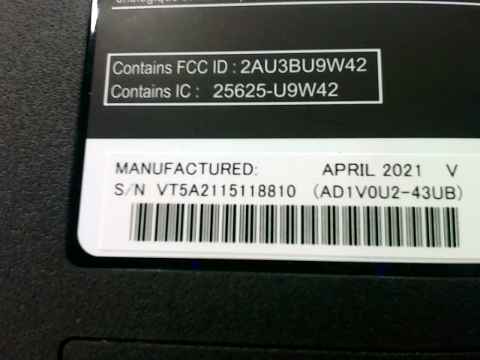 Contains FCC ID : 2AU3BU9W42
Contains IC : 25625-U9W42
MANUFACTURED: APRIL 2021 V
S/N VT5A2115118810 (AD1V0U2-43UB)